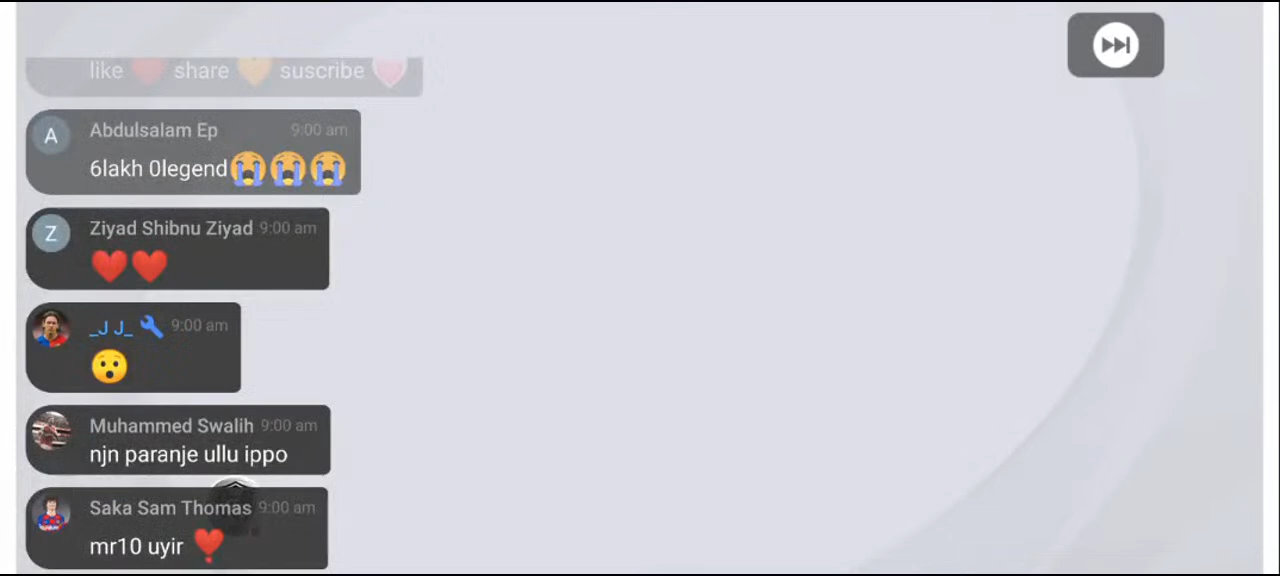 like ❤️ share 🧡 suscribe 🩷
A Abdulsalam Ep 9:00 am
6lakh 0legend😭😭😭
Z Ziyad Shibnu Ziyad 9:00 am
❤️❤️
_J J_ 🔧 9:00 am
😯
Muhammed Swalih 9:00 am
njn paranje ullu ippo
Saka Sam Thomas 9:00 am
mr10 uyir ❣️